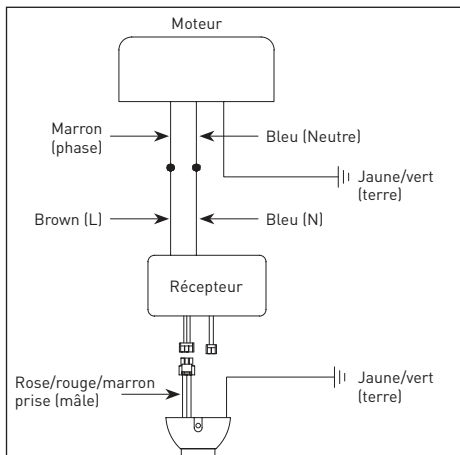 Moteur
Marron
(phase)
Bleu (Neutre)
Jaune/vert
(terre)
Brown (L)
Bleu (N)
Récepteur
Rose/rouge/marron
prise (mâle)
Jaune/vert
(terre)